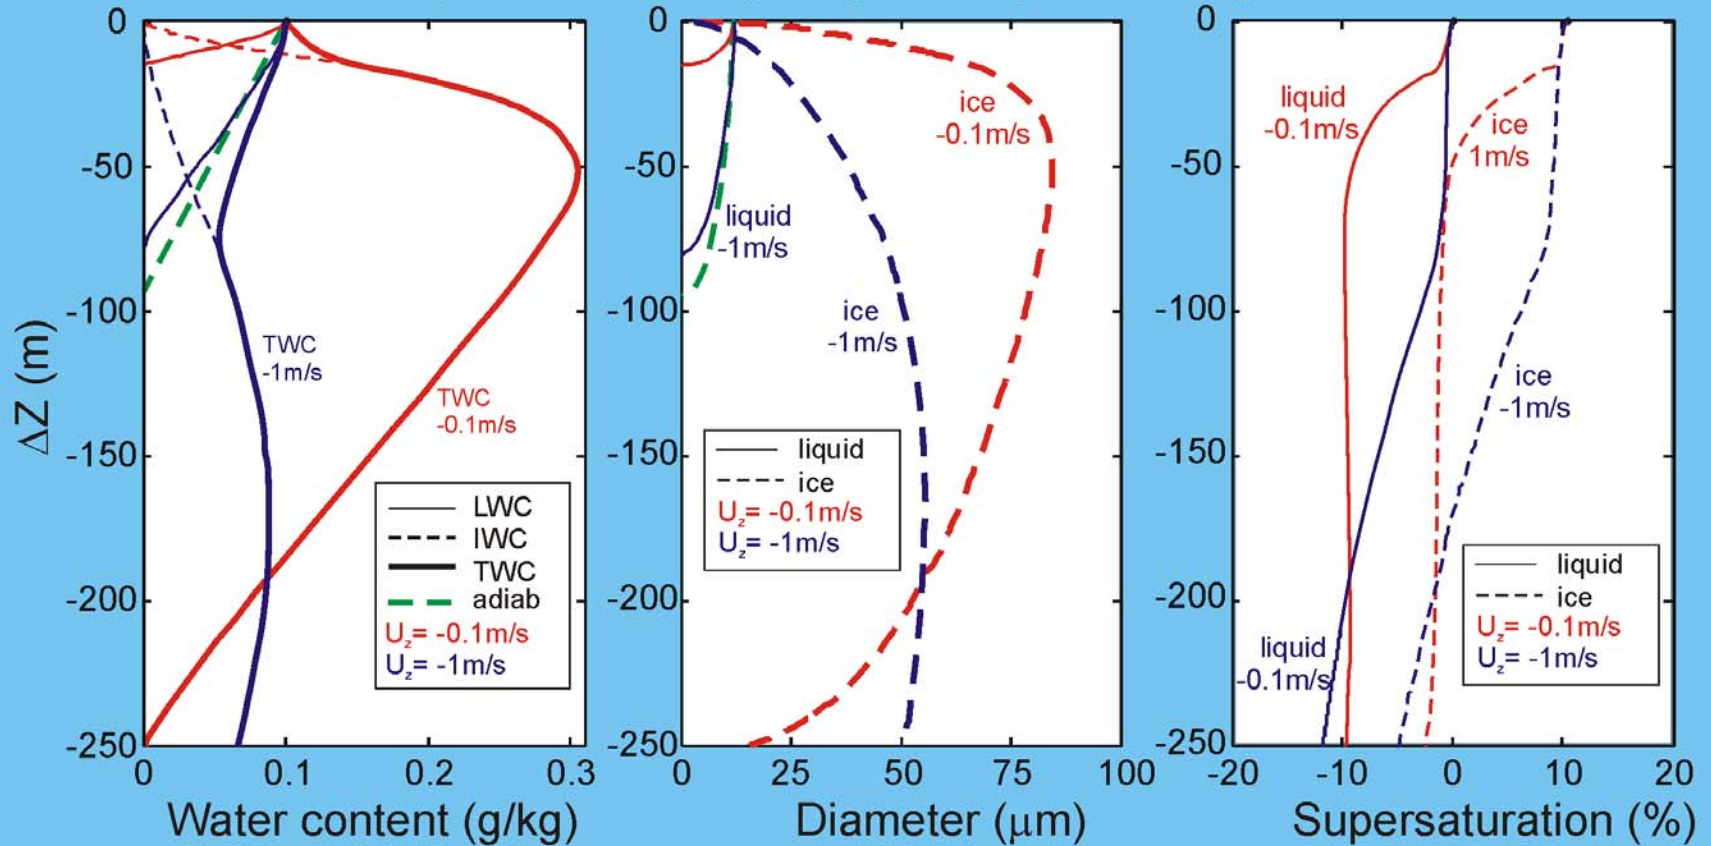 0
-50
-100
-150
-200
-250
ΔZ (m)
TWC
-1m/s
TWC
-0.1m/s
LWC
IWC
TWC
adiab
Uz= -0.1m/s
Uz= -1m/s
0 0.1 0.2 0.3
Water content (g/kg)
0
-50
-100
-150
-200
-250
ice
-0.1m/s
liquid
-1m/s
ice
-1m/s
liquid
ice
Uz= -0.1m/s
Uz= -1m/s
0 25 50 75 100
Diameter (μm)
0
-50
-100
-150
-200
-250
liquid
-0.1m/s
ice
1m/s
ice
-1m/s
liquid
-0.1m/s
liquid
ice
Uz= -0.1m/s
Uz= -1m/s
-20 -10 0 10 20
Supersaturation (%)